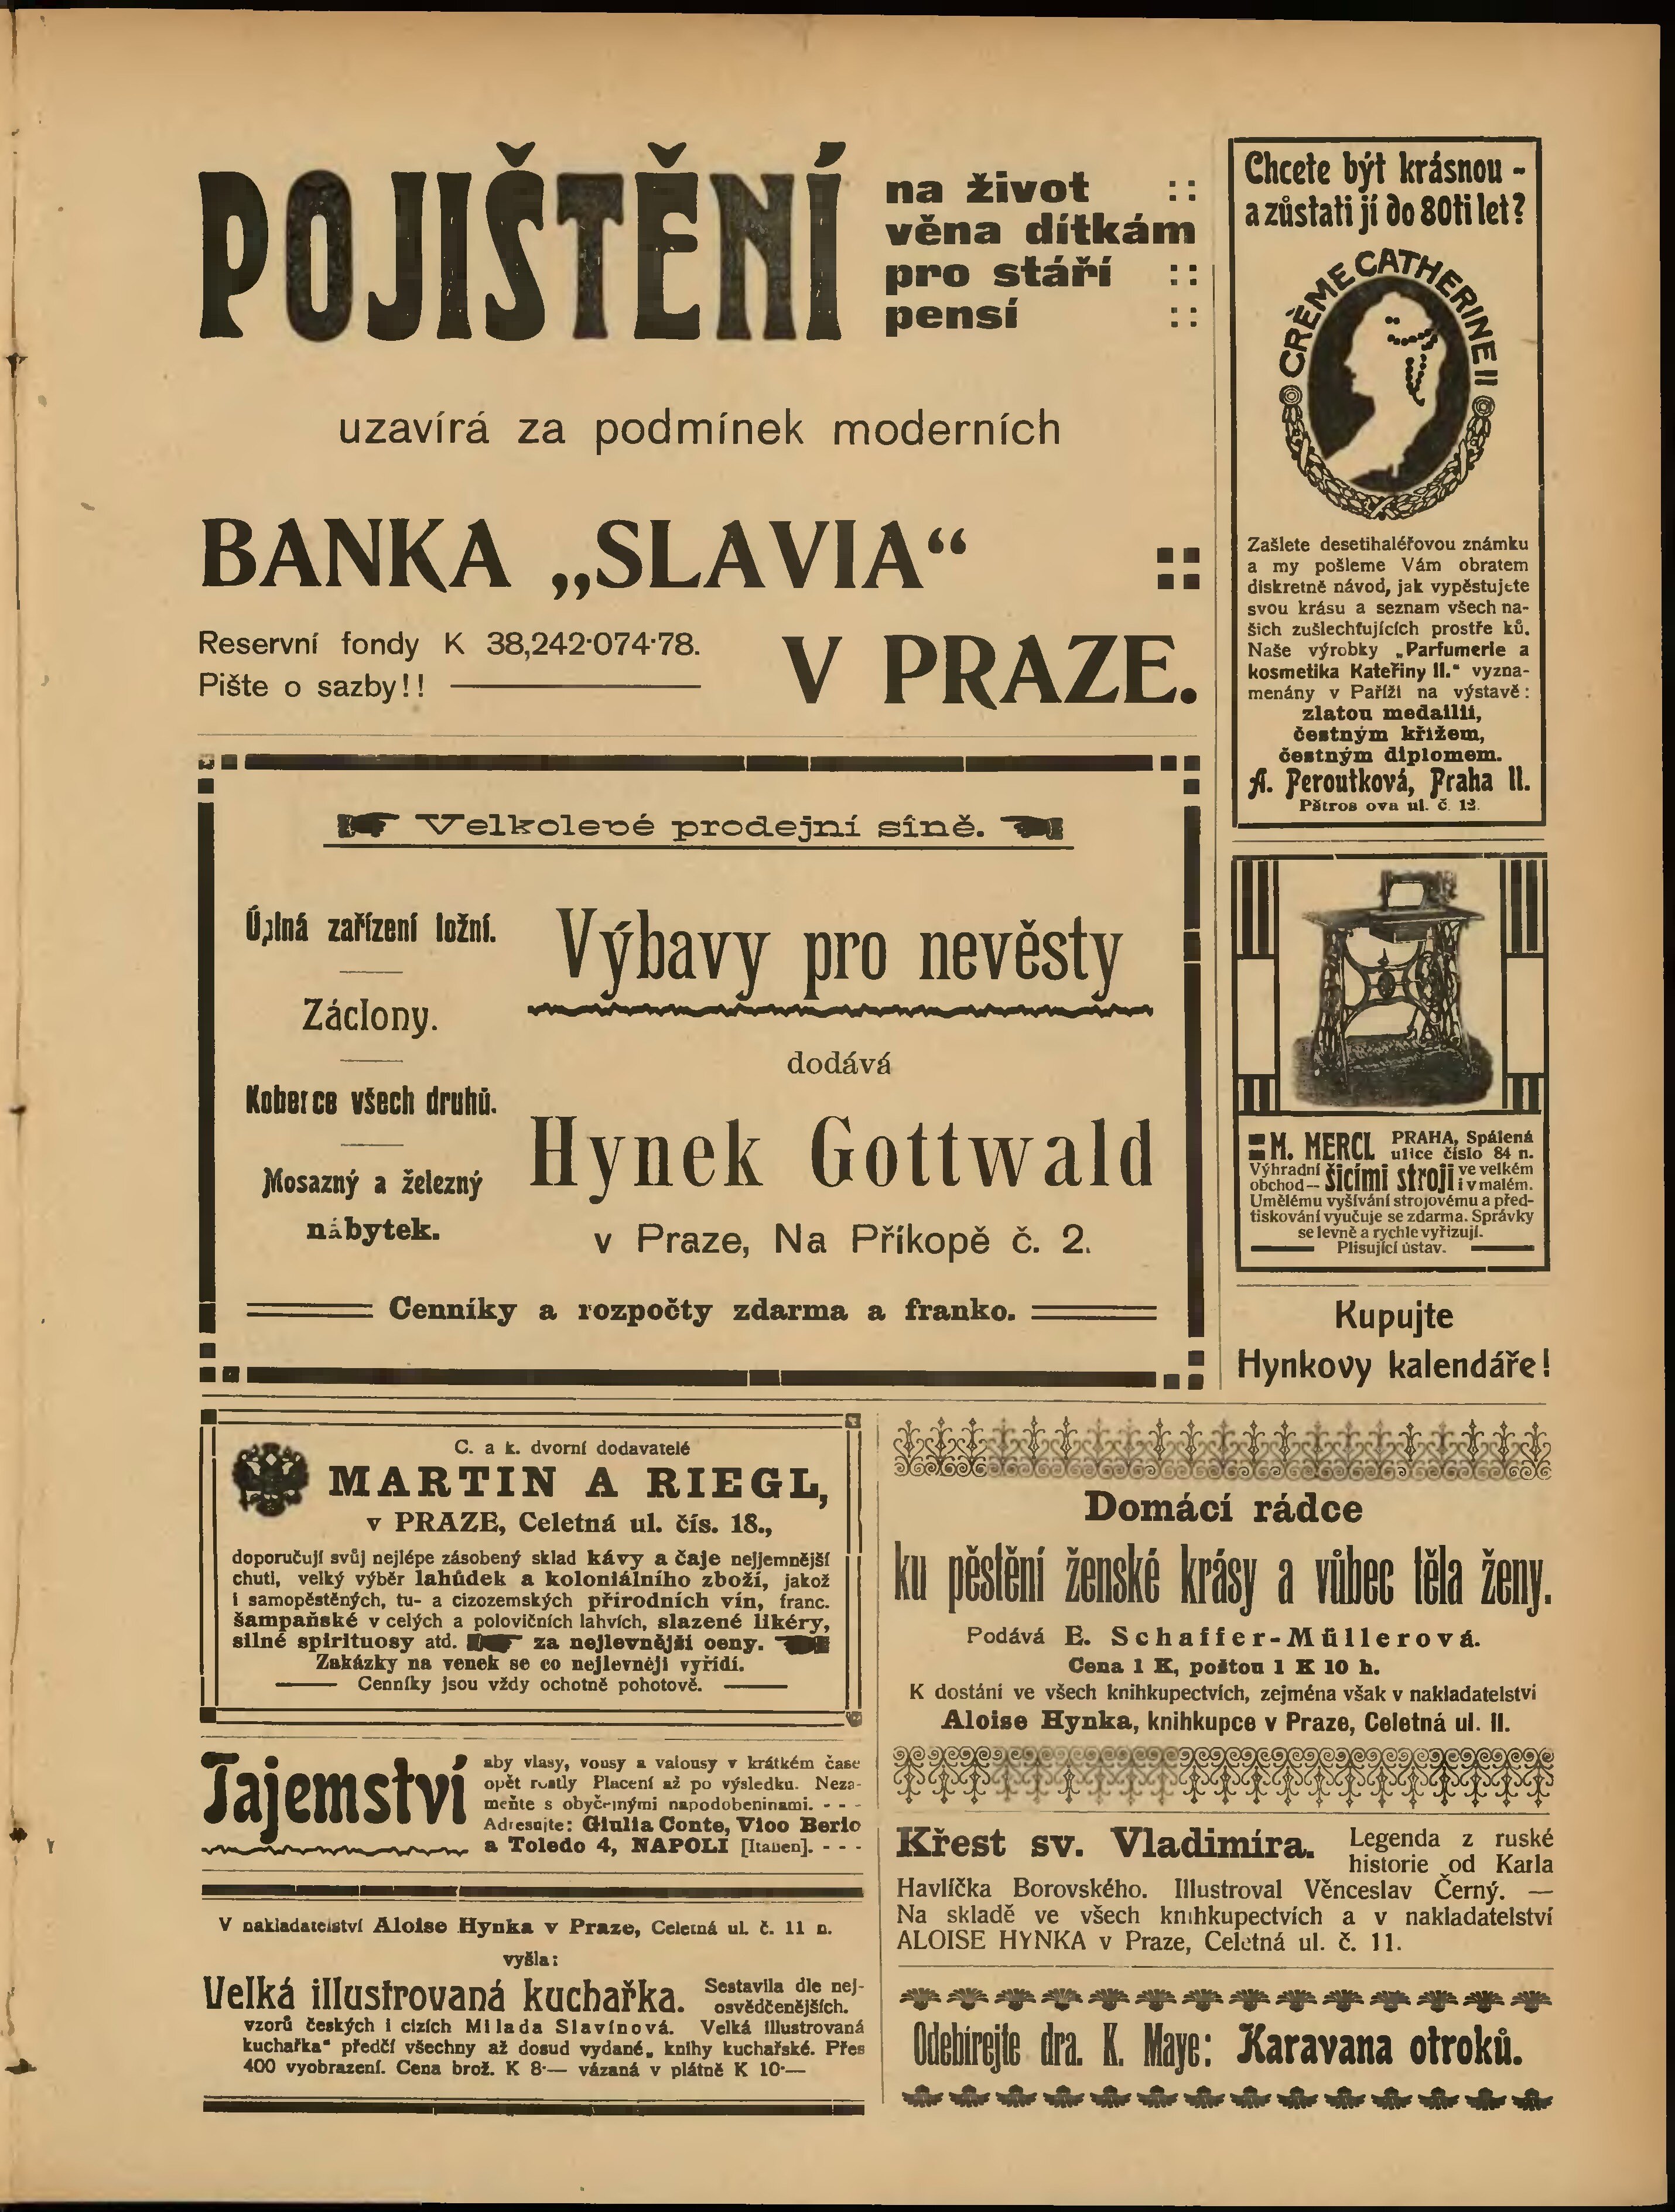 POJIŠTĚNÍ
na život ::
věna dítkám
pro stáří ::
pensí ::
uzavírá za podmínek moderních
BANKA „SLAVIA“ ::
Reservní fondy K 38,242·074·78.
Pište o sazby!!
V PRAZE.
Velkolepé prodejní síně.
Úplná zařízení ložní.
Záclony.
Koberce všech druhů.
Mosazný a železný
nábytek.
Výbavy pro nevěsty
dodává
Hynek Gottwald
v Praze, Na Příkopě č. 2.
Cenníky a rozpočty zdarma a franko.
Chcete být krásnou -
a zůstati jí do 80ti let?
CRÈME CATHERINE II
Zašlete desetihaléřovou známku
a my pošleme Vám obratem
diskretně návod, jak vypěstujete
svou krásu a seznam všech na-
šich zušlechťujících prostře ků.
Naše výrobky „Parfumerie a
kosmetika Kateřiny II.“ vyzna-
menány v Paříži na výstavě:
zlatou medailií,
čestným křížem,
čestným diplomem.
A. Peroutková, Praha II.
Pštros ova ul. č. 12.
M. MERCL PRAHA, Spálená
ulice číslo 84 n.
Výhradní obchod— šicími stroji ve velkém i v malém.
Umělému vyšívání strojovému a před-
tiskování vyučuje se zdarma. Správky
se levně a rychle vyřizují.
Plisující ústav.
Kupujte
Hynkovy kalendáře!
C. a k. dvorní dodavatelé
MARTIN A RIEGL,
v PRAZE, Celetná ul. čís. 18.,
doporučují svůj nejlépe zásobený sklad kávy a čaje nejjemnější
chuti, velký výběr lahůdek a koloniálního zboží, jakož
i samopěstěných, tu- a cizozemských přírodních vín, franc.
šampaňské v celých a polovičních lahvích, slazené likéry,
silné spirituosy atd. za nejlevnější ceny.
Zakázky na venek se co nejlevněji vyřídí.
Cenníky jsou vždy ochotně pohotově.
Tajemství
aby vlasy, vousy a valousy v krátkém čase
opět rostly Placení až po výsledku. Neza-
meňte s obyčejnými napodobeninami. - - -
Adresujte: Giulia Conte, Vico Berio
a Toledo 4, NAPOLI [Italien]. - - -
V nakladatelství Aloise Hynka v Praze, Celetná ul. č. 11 n.
vyšla:
Velká illustrovaná kuchařka. Sestavila dle nej-
osvědčenějších.
vzorů českých i cizích Milada Slavínová. Velká illustrovaná
kuchařka“ předčí všechny až dosud vydané„ knihy kuchařské. Přes
400 vyobrazení. Cena brož. K 8·— vázaná v plátně K 10·—
Domácí rádce
ku pěstění ženské krásy a vůbec těla ženy.
Podává E. Schaffer-Müllerová.
Cena 1 K, poštou 1 K 10 h.
K dostání ve všech knihkupectvích, zejména však v nakladatelství
Aloise Hynka, knihkupce v Praze, Celetná ul. 11.
Křest sv. Vladimíra. Legenda z ruské
historie od Karla
Havlíčka Borovského. Illustroval Věnceslav Černý. —
Na skladě ve všech knihkupectvích a v nakladatelství
ALOISE HYNKA v Praze, Celetná ul. č. 11.
Odebírejte dra. K. Maye: Karavana otroků.